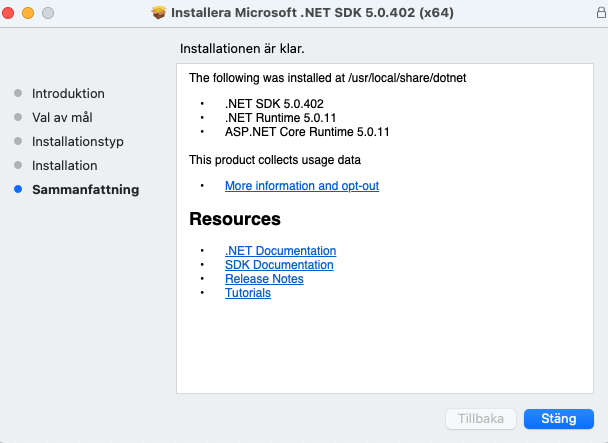 Installera Microsoft .NET SDK 5.0.402 (x64)
Installationen är klar.
Introduktion
Val av mål
Installationstyp
Installation
Sammanfattning
The following was installed at /usr/local/share/dotnet
• .NET SDK 5.0.402
• .NET Runtime 5.0.11
• ASP.NET Core Runtime 5.0.11
This product collects usage data
• More information and opt-out
Resources
• .NET Documentation
• SDK Documentation
• Release Notes
• Tutorials
Tillbaka
Stäng